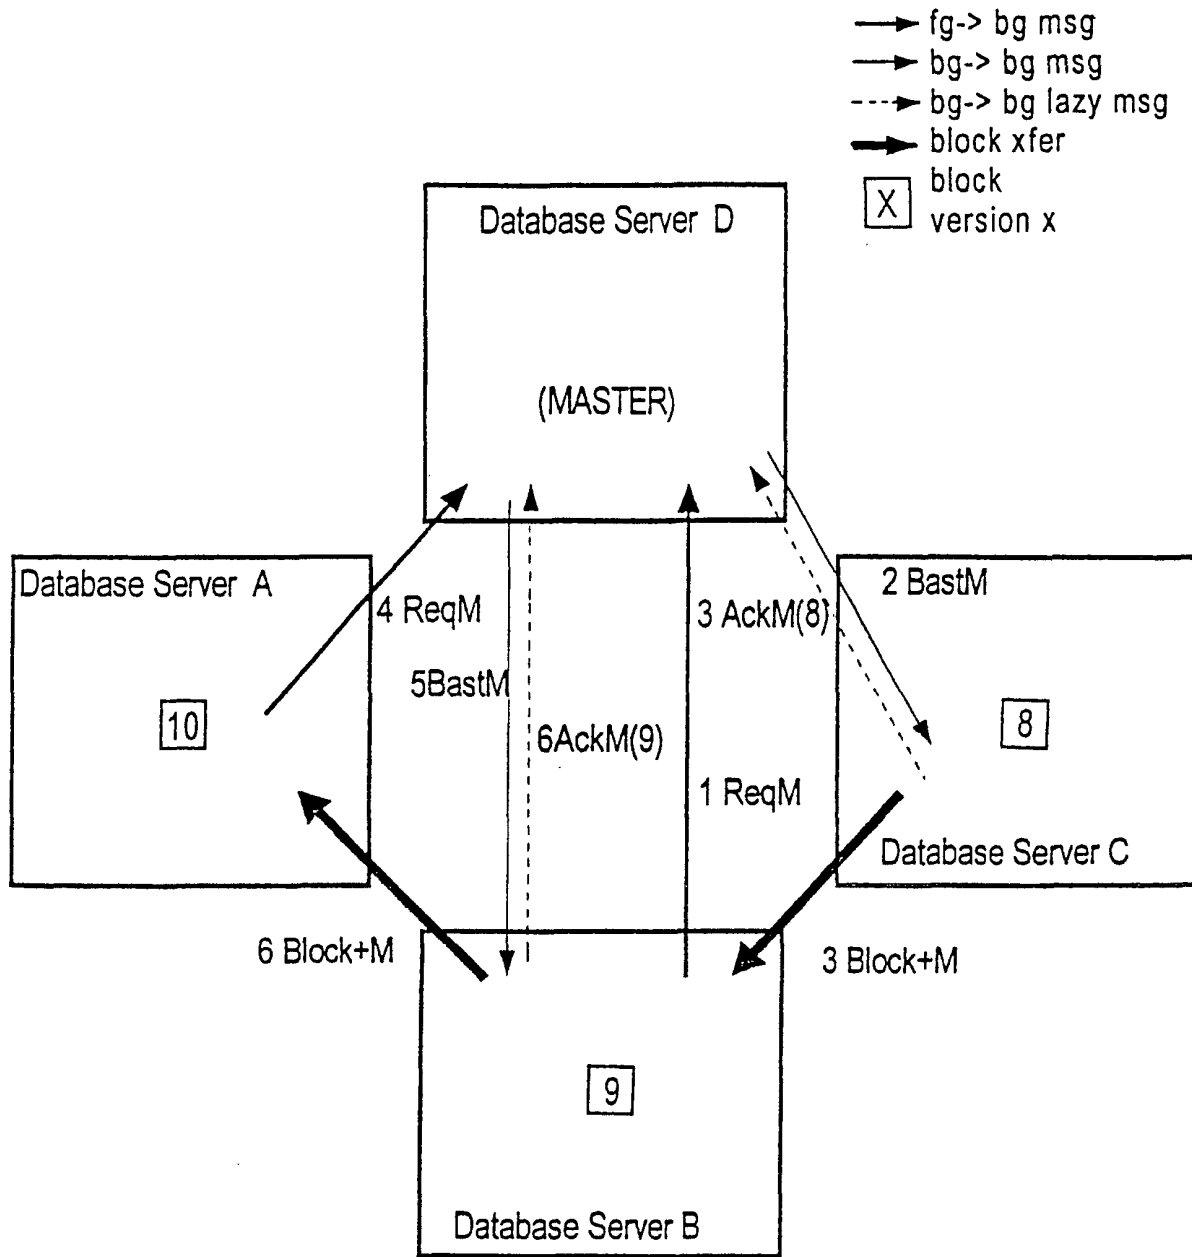 fg-> bg msg
bg-> bg msg
bg-> bg lazy msg
block xfer
X
block
version x
Database Server D
(MASTER)
Database Server A
4 ReqM
3 AckM(8)
2 BastM
5BastM
10
6AckM(9)
8
1 ReqM
Database Server C
6 Block+M
3 Block+M
9
Database Server B